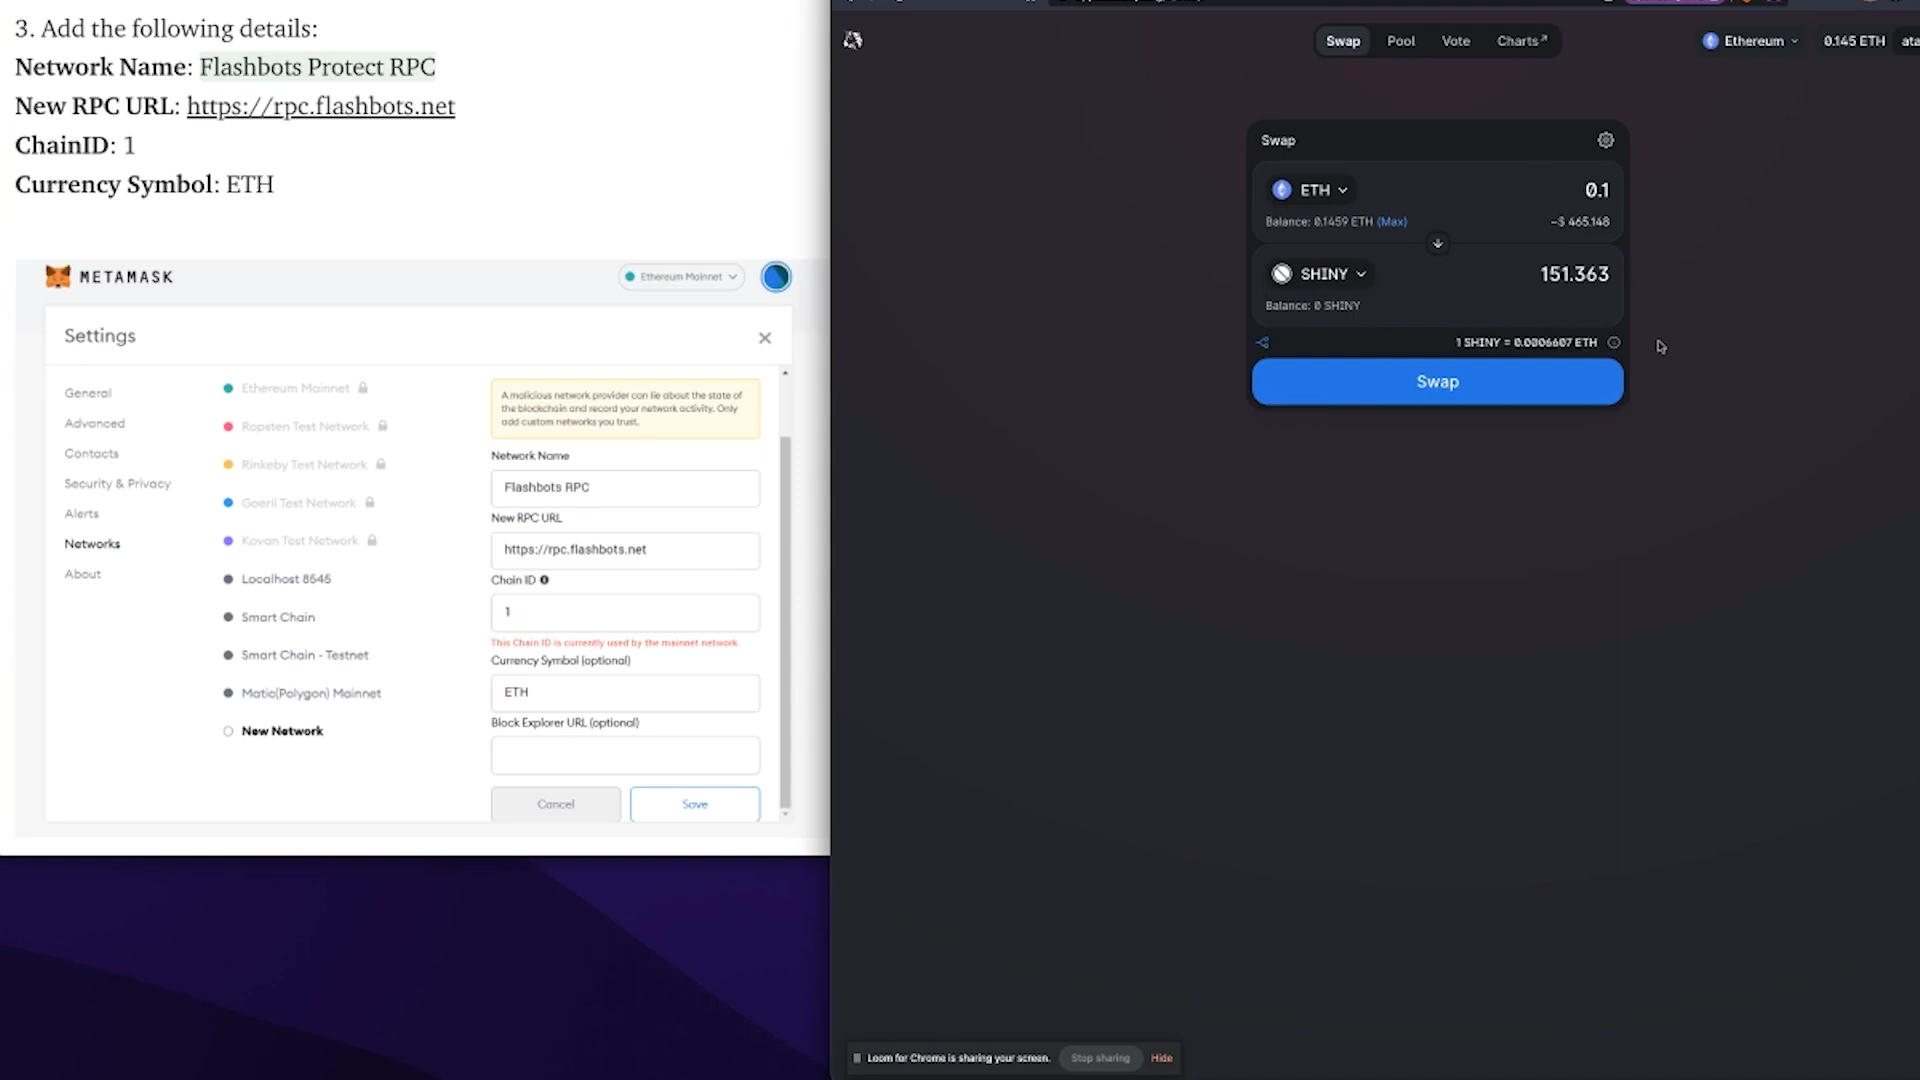 3. Add the following details:
Network Name: Flashbots Protect RPC
New RPC URL: https://rpc.flashbots.net
ChainID: 1
Currency Symbol: ETH
METAMASK
Ethereum Mainnet
Settings
General
Advanced
Contacts
Security & Privacy
Alerts
Networks
About
Ethereum Mainnet
Ropsten Test Network
Rinkeby Test Network
Goerli Test Network
Kovan Test Network
Localhost 8545
Smart Chain
Smart Chain - Testnet
Matic(Polygon) Mainnet
New Network
A malicious network provider can lie about the state of
the blockchain and record your network activity. Only
add custom networks you trust.
Network Name
Flashbots RPC
New RPC URL
https://rpc.flashbots.net
Chain ID
1
This Chain ID is currently used by the mainnet network.
Currency Symbol (optional)
ETH
Block Explorer URL (optional)
Cancel Save
Swap Pool Vote Charts↗
Ethereum 0.145 ETH
Swap
ETH 0.1
Balance: 0.1459 ETH (Max) ~$ 465.148
SHINY 151.363
Balance: 0 SHINY
1 SHINY = 0.0006607 ETH
Swap
Loom for Chrome is sharing your screen. Stop sharing Hide